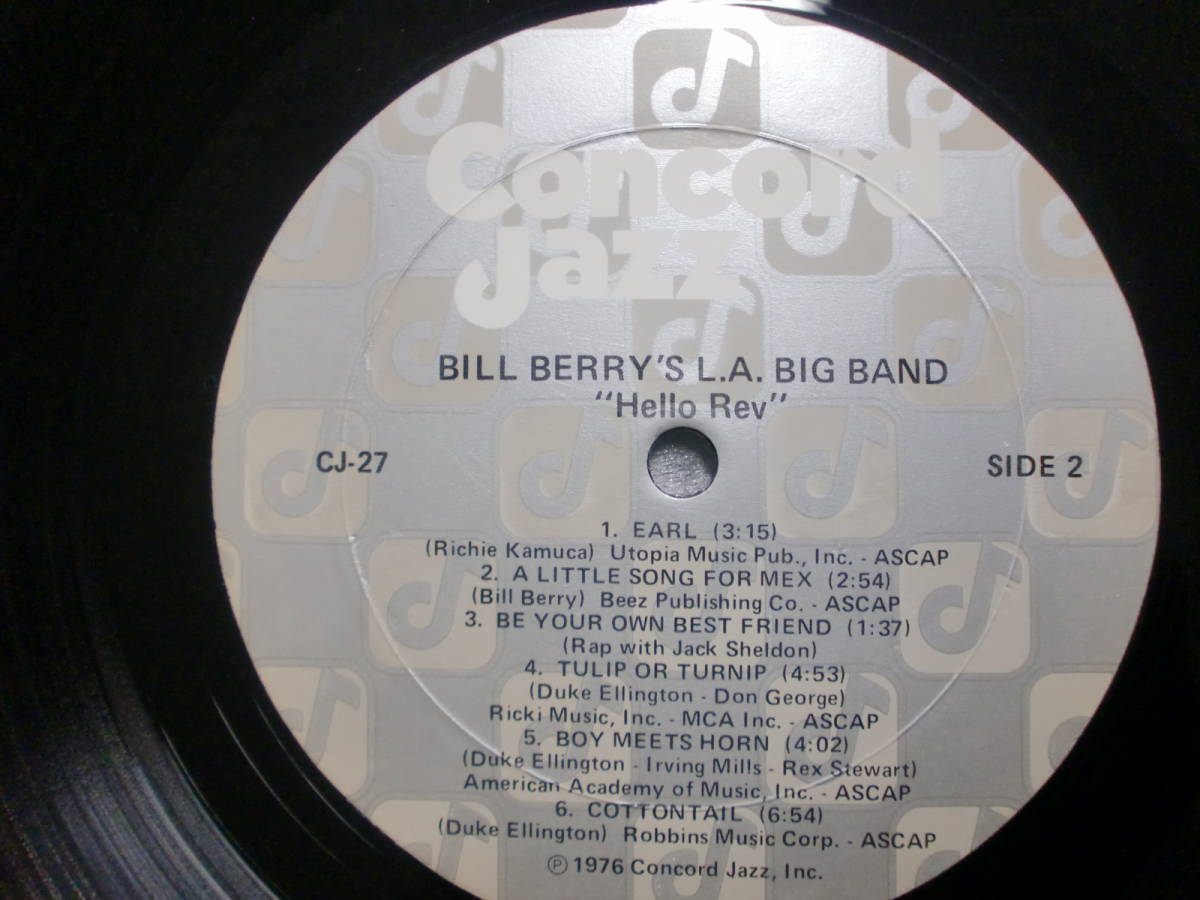 Concord
Jazz
BILL BERRY'S L.A. BIG BAND
"Hello Rev"
CJ-27
SIDE 2
1. EARL (3:15)
(Richie Kamuca) Utopia Music Pub., Inc. - ASCAP
2. A LITTLE SONG FOR MEX (2:54)
(Bill Berry) Beez Publishing Co. - ASCAP
3. BE YOUR OWN BEST FRIEND (1:37)
(Rap with Jack Sheldon)
4. TULIP OR TURNIP (4:53)
(Duke Ellington - Don George)
Ricki Music, Inc. - MCA Inc. - ASCAP
5. BOY MEETS HORN (4:02)
(Duke Ellington - Irving Mills - Rex Stewart)
American Academy of Music, Inc. - ASCAP
6. COTTONTAIL (6:54)
(Duke Ellington) Robbins Music Corp. - ASCAP
℗ 1976 Concord Jazz, Inc.